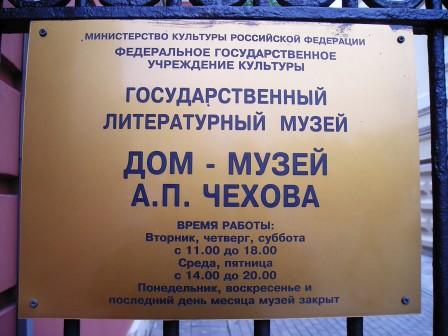 МИНИСТЕРСТВО КУЛЬТУРЫ РОССИЙСКОЙ ФЕДЕРАЦИИ
ФЕДЕРАЛЬНОЕ ГОСУДАРСТВЕННОЕ
УЧРЕЖДЕНИЕ КУЛЬТУРЫ
ГОСУДАРСТВЕННЫЙ
ЛИТЕРАТУРНЫЙ МУЗЕЙ
ДОМ - МУЗЕЙ
А.П. ЧЕХОВА
ВРЕМЯ РАБОТЫ:
Вторник, четверг, суббота
с 11.00 до 18.00
Среда, пятница
с 14.00 до 20.00
Понедельник, воскресенье и
последний день месяца музей закрыт